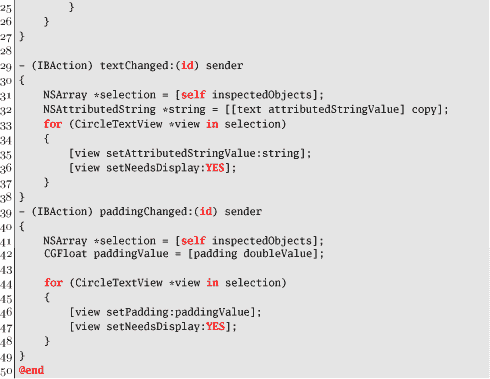 25         }
26     }
27 }
28
29 - (IBAction) textChanged:(id) sender
30 {
31     NSArray *selection = [self inspectedObjects];
32     NSAttributedString *string = [[text attributedStringValue] copy];
33     for (CircleTextView *view in selection)
34     {
35         [view setAttributedStringValue:string];
36         [view setNeedsDisplay:YES];
37     }
38 }
39 - (IBAction) paddingChanged:(id) sender
40 {
41     NSArray *selection = [self inspectedObjects];
42     CGFloat paddingValue = [padding doubleValue];
43
44     for (CircleTextView *view in selection)
45     {
46         [view setPadding:paddingValue];
47         [view setNeedsDisplay:YES];
48     }
49 }
50 @end